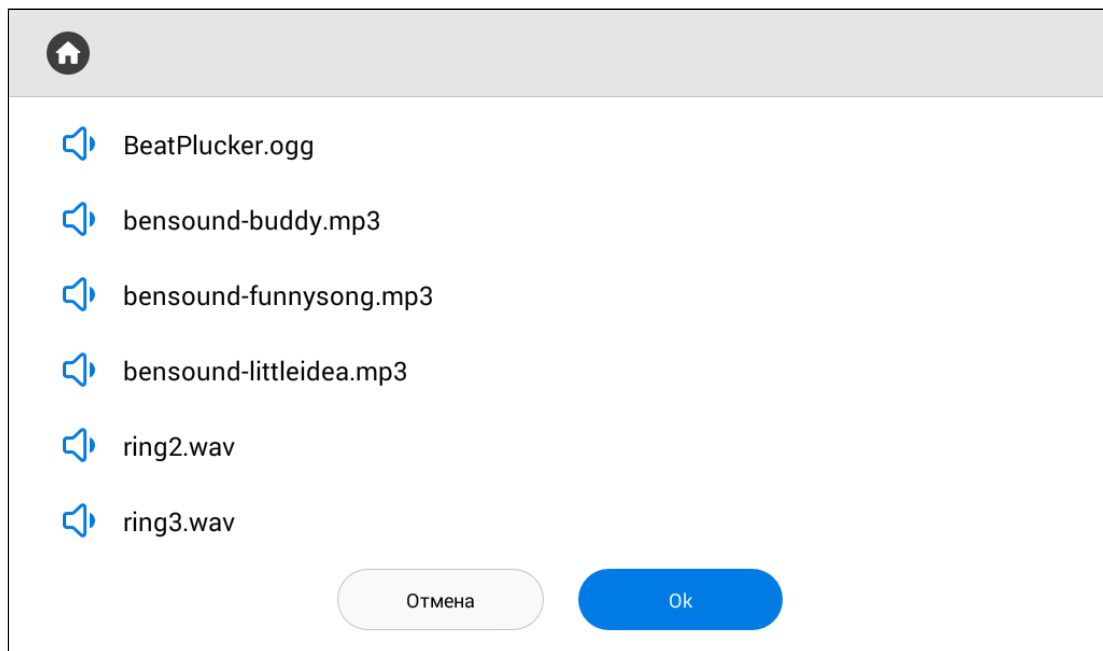 BeatPlucker.ogg
bensound-buddy.mp3
bensound-funnysong.mp3
bensound-littleidea.mp3
ring2.wav
ring3.wav
Отмена Ok